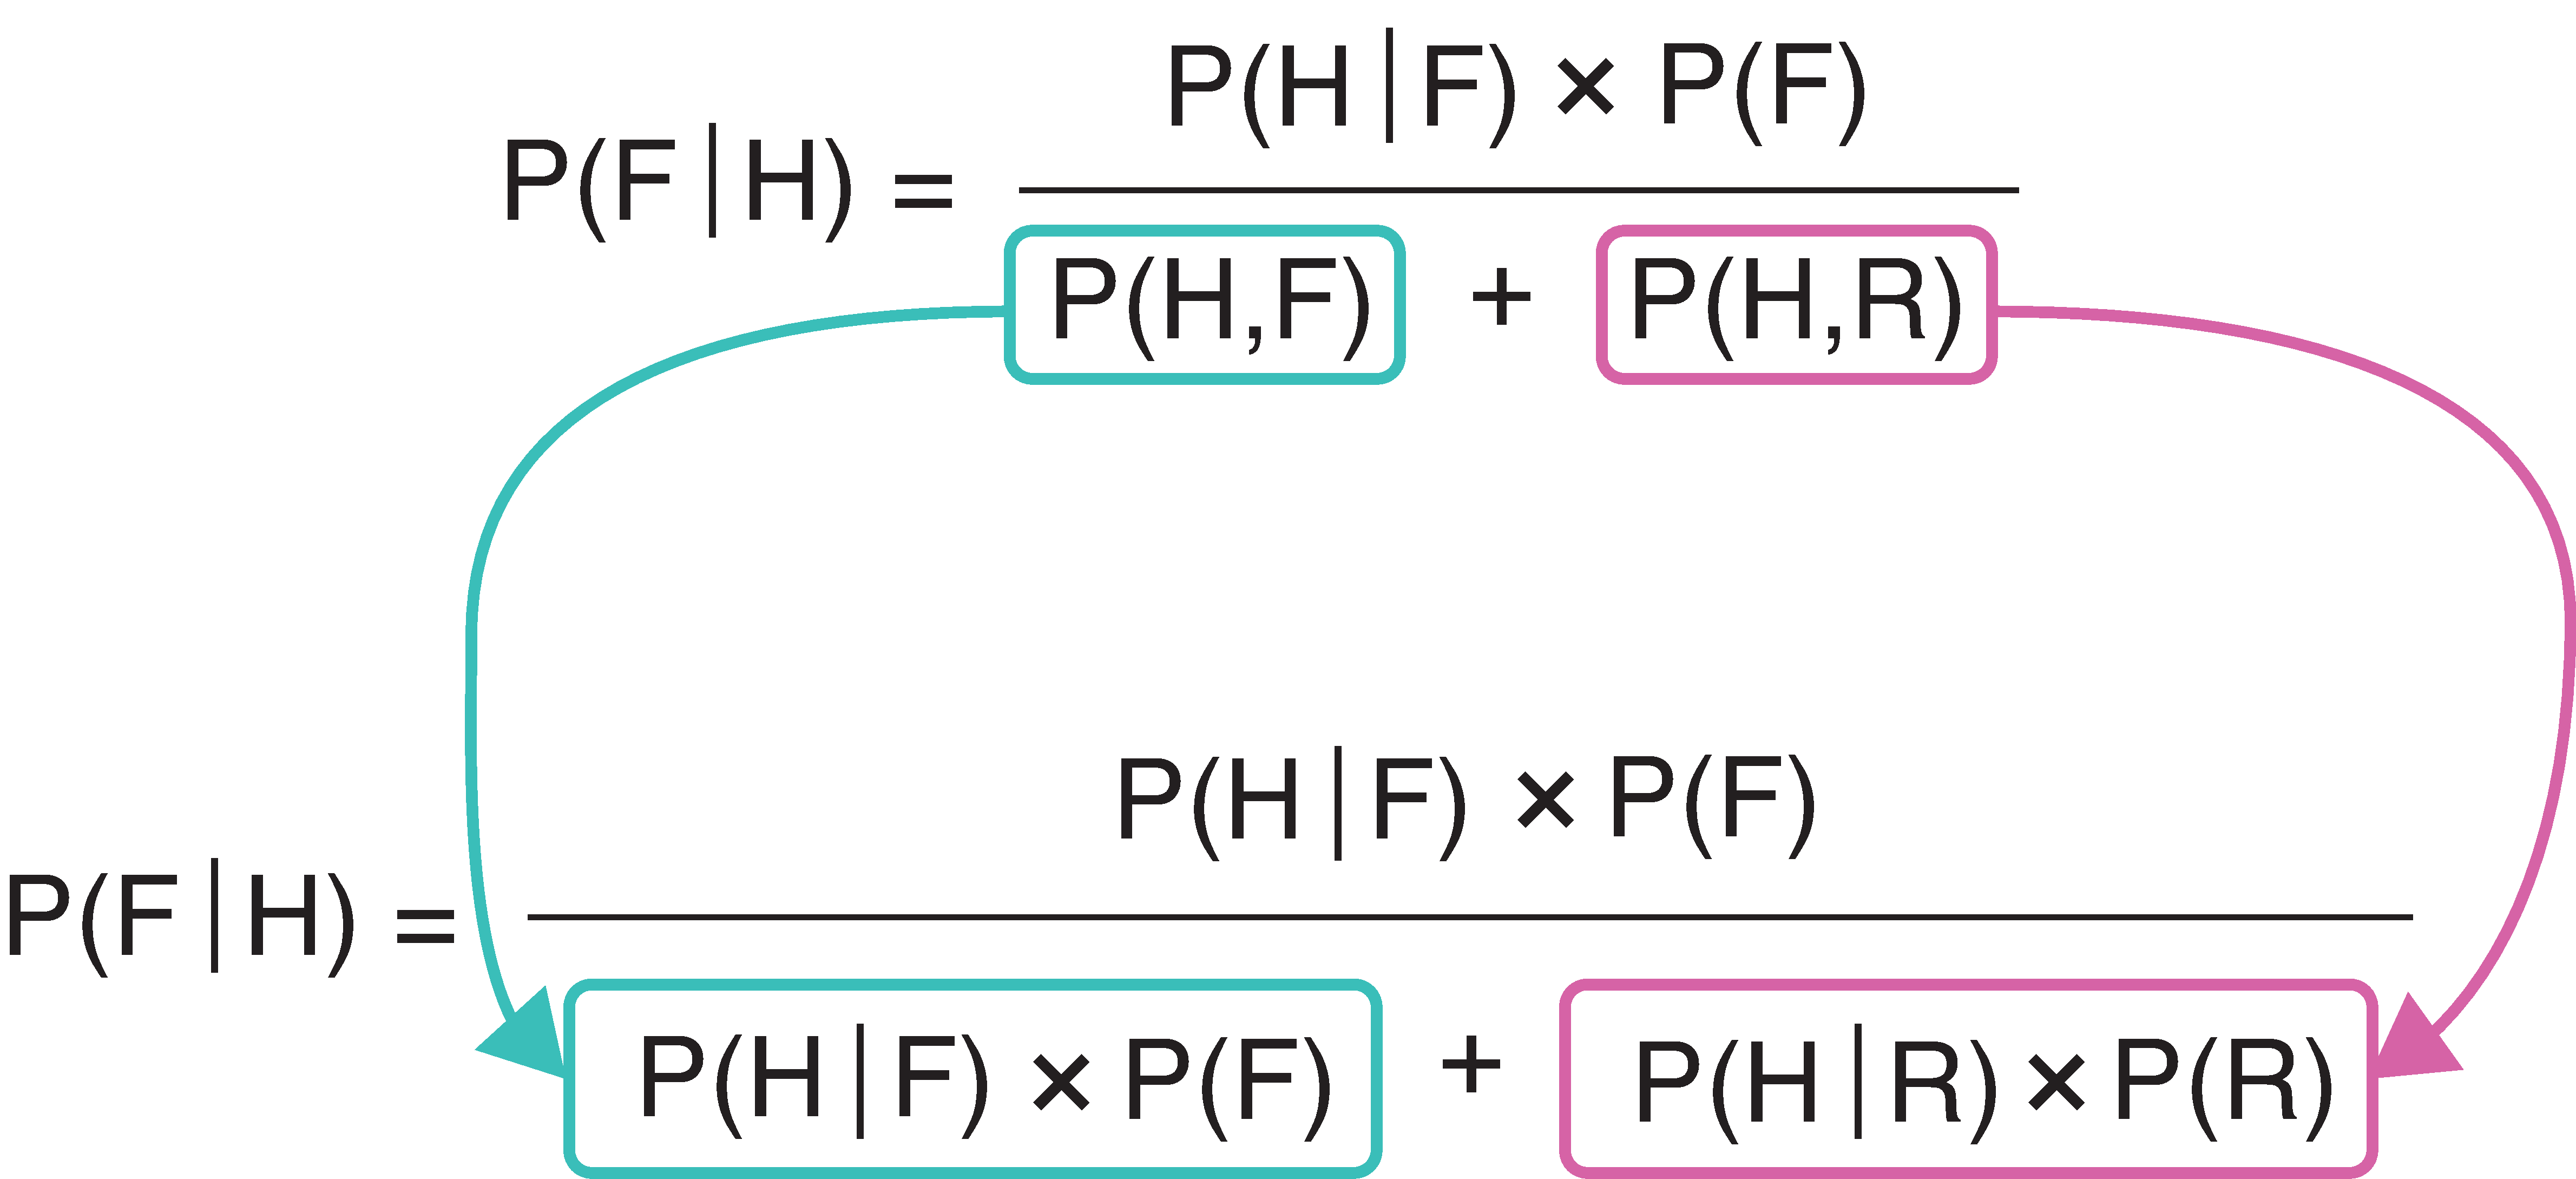 P(H|F) × P(F)
P(F|H) =
P(H,F) + P(H,R)
P(H|F) × P(F)
P(F|H) =
P(H|F) × P(F) + P(H|R) × P(R)